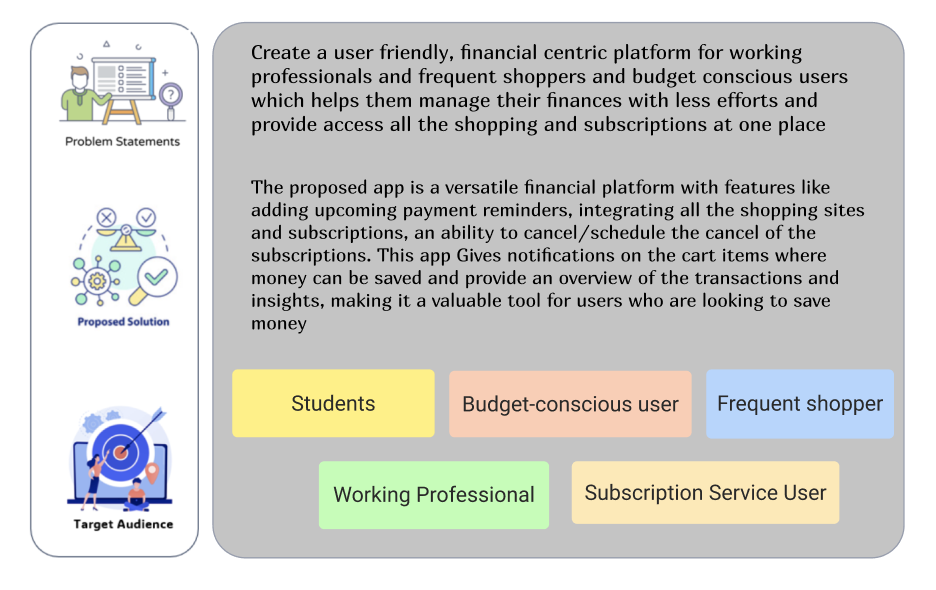 Problem Statements
Create a user friendly, financial centric platform for working
professionals and frequent shoppers and budget conscious users
which helps them manage their finances with less efforts and
provide access all the shopping and subscriptions at one place
Proposed Solution
The proposed app is a versatile financial platform with features like
adding upcoming payment reminders, integrating all the shopping sites
and subscriptions, an ability to cancel/schedule the cancel of the
subscriptions. This app Gives notifications on the cart items where
money can be saved and provide an overview of the transactions and
insights, making it a valuable tool for users who are looking to save
money
Target Audience
Students
Budget-conscious user
Frequent shopper
Working Professional
Subscription Service User